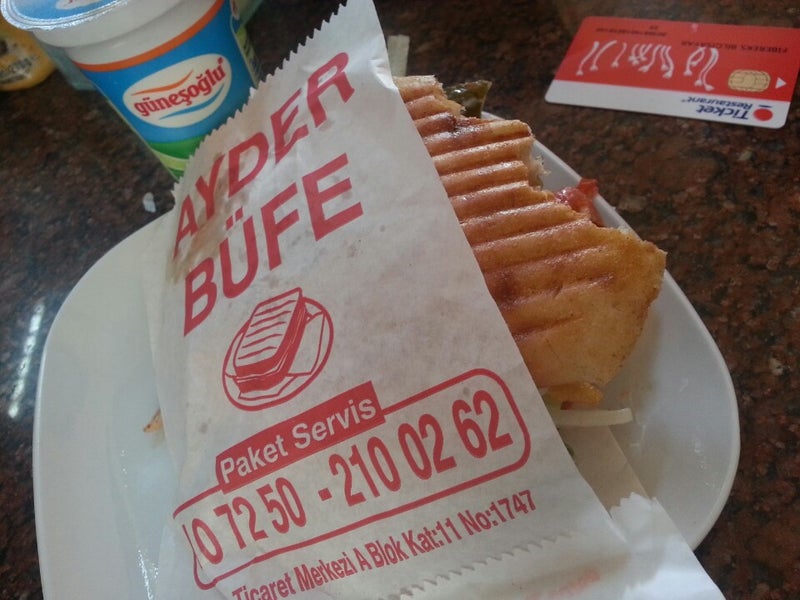 güneşoğlu
AYDER
BÜFE
Paket Servis
0 72 50 - 210 02 62
Ticaret Merkezi A Blok Kat:11 No:1747
Ticket
Restaurant